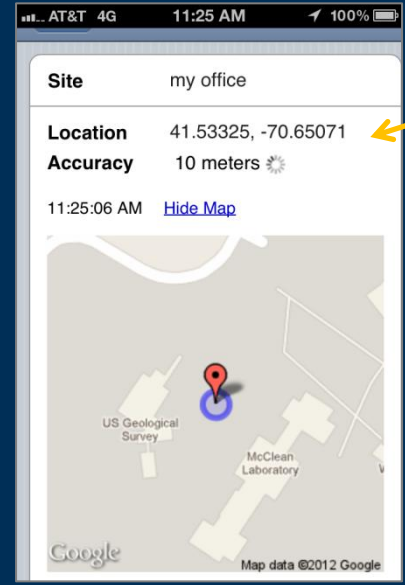 AT&T 4G 11:25 AM 100%
Site my office
Location 41.53325, -70.65071
Accuracy 10 meters
11:25:06 AM Hide Map
US Geological
Survey
McClean
Laboratory
Google Map data ©2012 Google